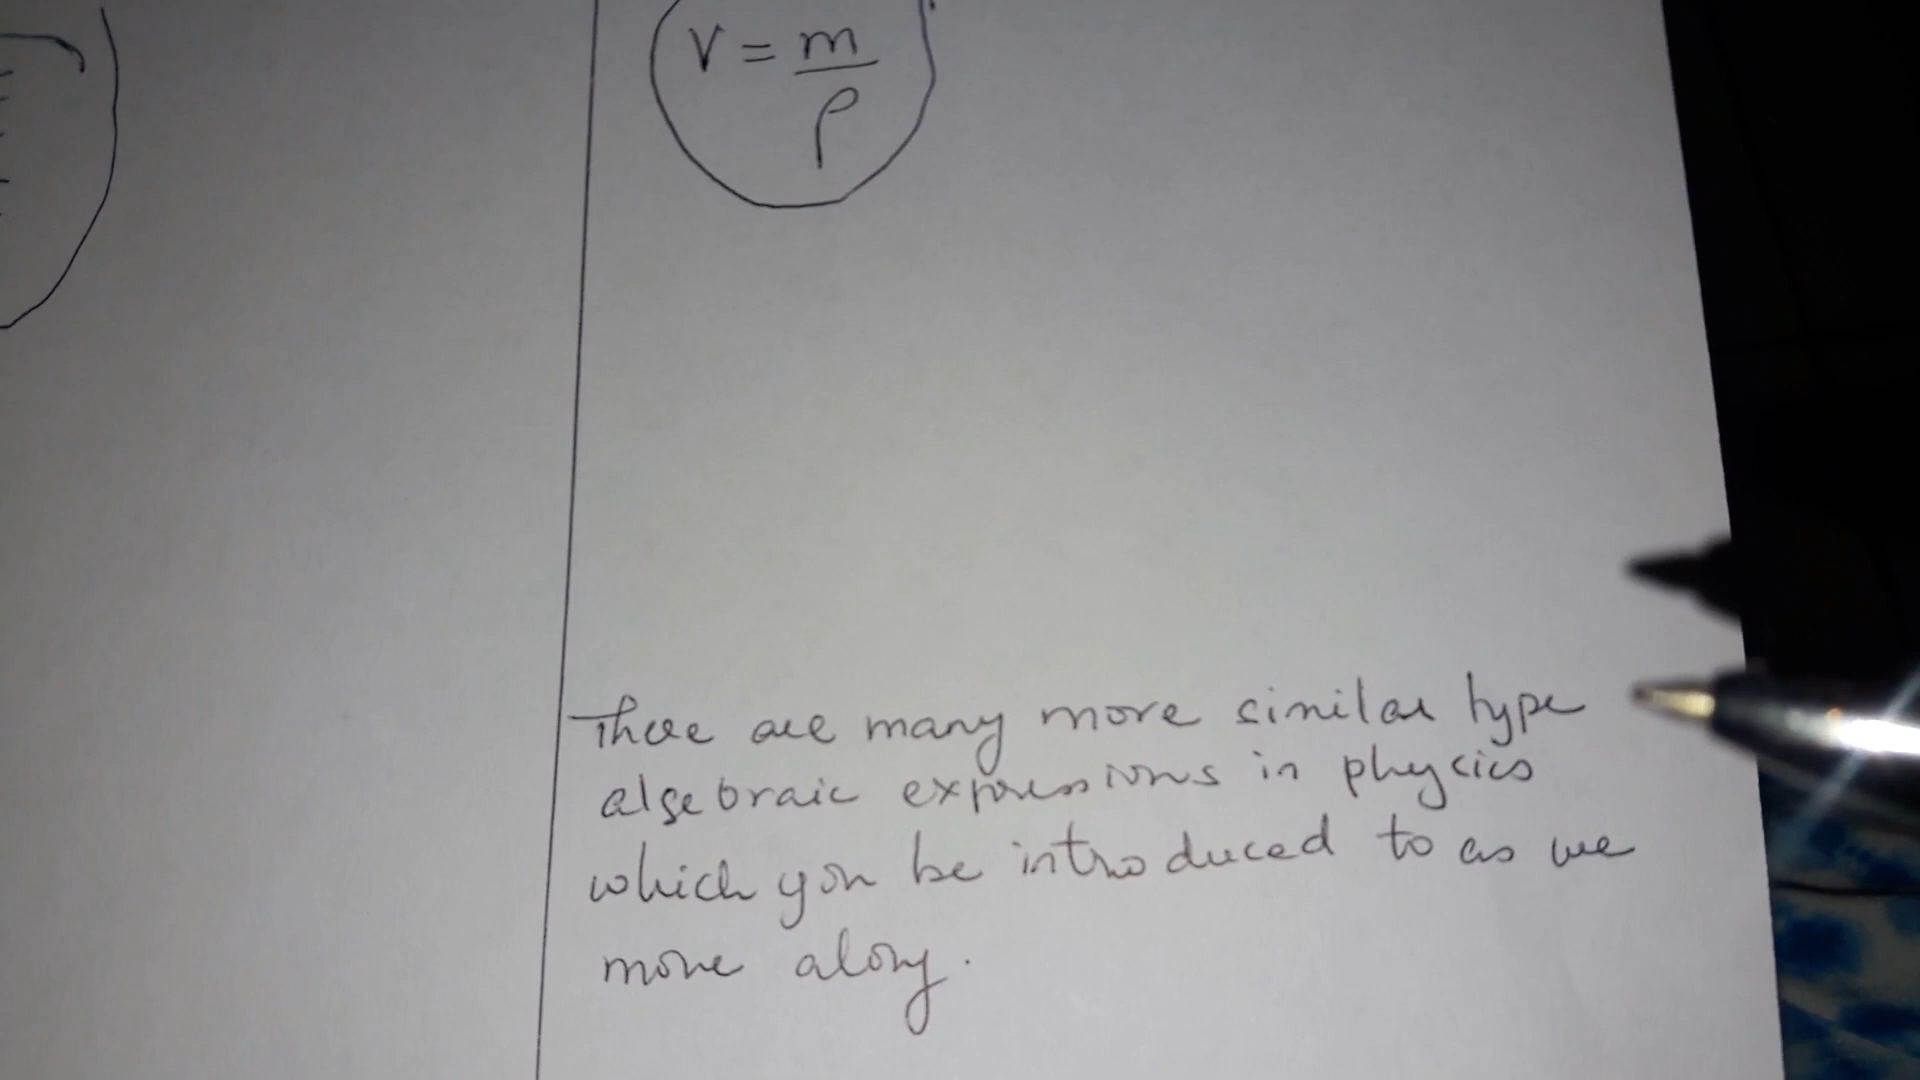 V = m/ρ
There are many more similar type
algebraic expressions in physics
which you be introduced to as we
move along.